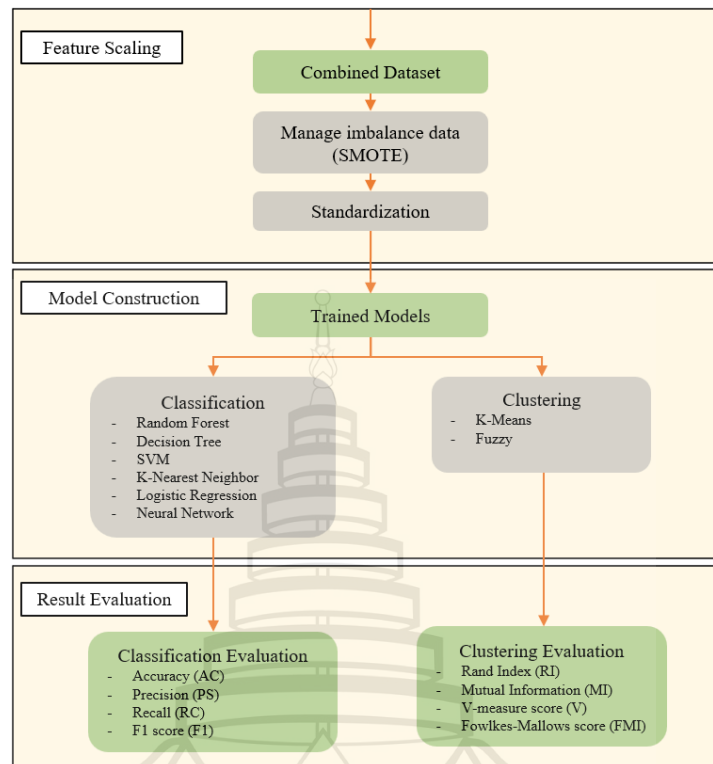 Feature Scaling
Combined Dataset
Manage imbalance data
(SMOTE)
Standardization
Model Construction
Trained Models
Classification
- Random Forest
- Decision Tree
- SVM
- K-Nearest Neighbor
- Logistic Regression
- Neural Network
Clustering
- K-Means
- Fuzzy
Result Evaluation
Classification Evaluation
- Accuracy (AC)
- Precision (PS)
- Recall (RC)
- F1 score (F1)
Clustering Evaluation
- Rand Index (RI)
- Mutual Information (MI)
- V-measure score (V)
- Fowlkes-Mallows score (FMI)